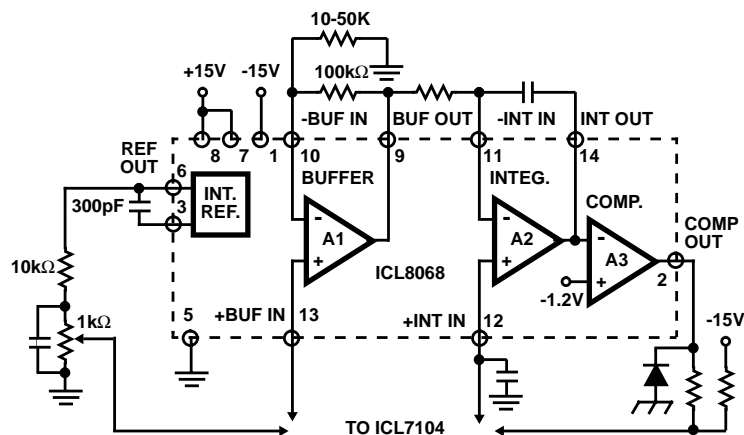 10-50K
+15V
-15V
100kΩ
-BUF IN
BUF OUT
-INT IN
INT OUT
REF
OUT
8
7
1
10
9
11
14
6
BUFFER
INTEG.
300pF
3
INT.
REF.
COMP.
-
A1
+
-
A2
+
-
A3
+
COMP
OUT
2
10kΩ
ICL8068
-1.2V
5
+BUF IN
13
+INT IN
12
1kΩ
-15V
TO ICL7104